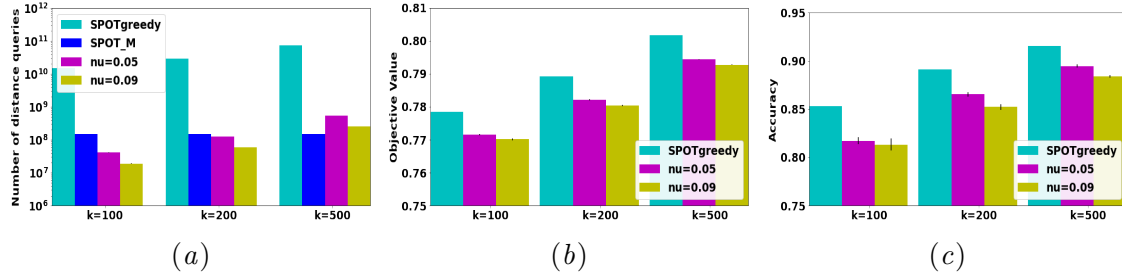 Number of distance queries
10^12
10^11
10^10
10^9
10^8
10^7
10^6
SPOTgreedy
SPOT_M
nu=0.05
nu=0.09
k=100 k=200 k=500
(a)
Objective Value
0.80
0.79
0.78
0.77
0.76
0.75
SPOTgreedy
nu=0.05
nu=0.09
k=100 k=200 k=500
(b)
Accuracy
0.95
0.90
0.85
0.80
0.75
SPOTgreedy
nu=0.05
nu=0.09
k=100 k=200 k=500
(c)